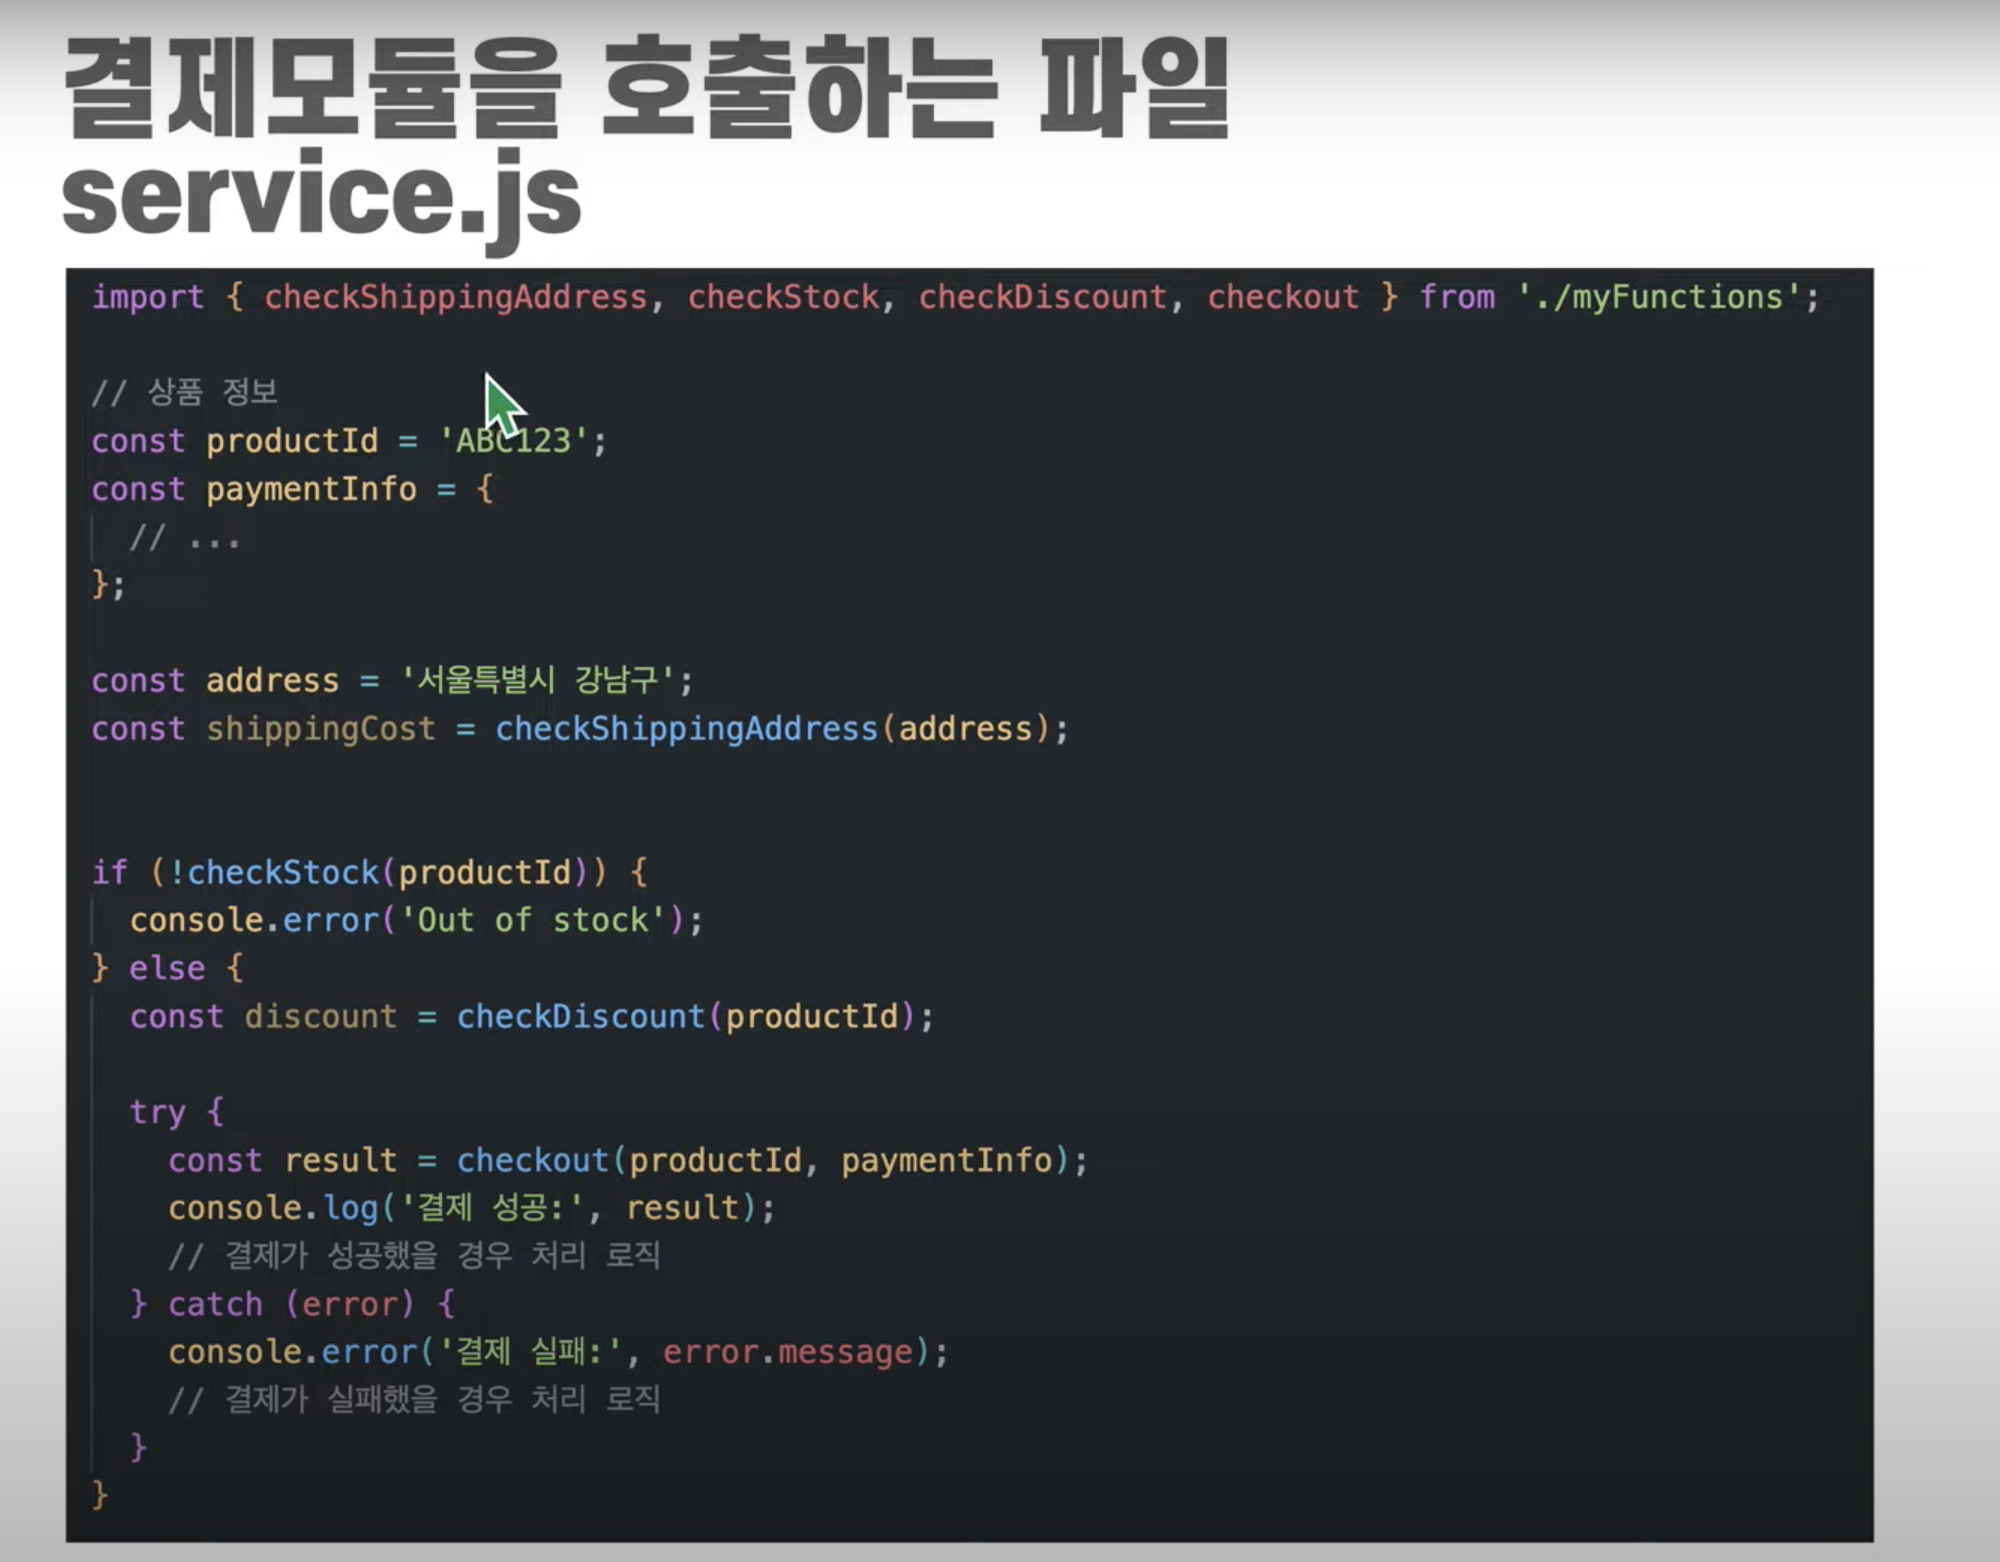 결제모듈을 호출하는 파일
service.js
import { checkShippingAddress, checkStock, checkDiscount, checkout } from './myFunctions';
// 상품 정보
const productId = 'ABC123';
const paymentInfo = {
// ...
};
const address = '서울특별시 강남구';
const shippingCost = checkShippingAddress(address);
if (!checkStock(productId)) {
console.error('Out of stock');
} else {
const discount = checkDiscount(productId);
try {
const result = checkout(productId, paymentInfo);
console.log('결제 성공:', result);
// 결제가 성공했을 경우 처리 로직
} catch (error) {
console.error('결제 실패:', error.message);
// 결제가 실패했을 경우 처리 로직
}
}